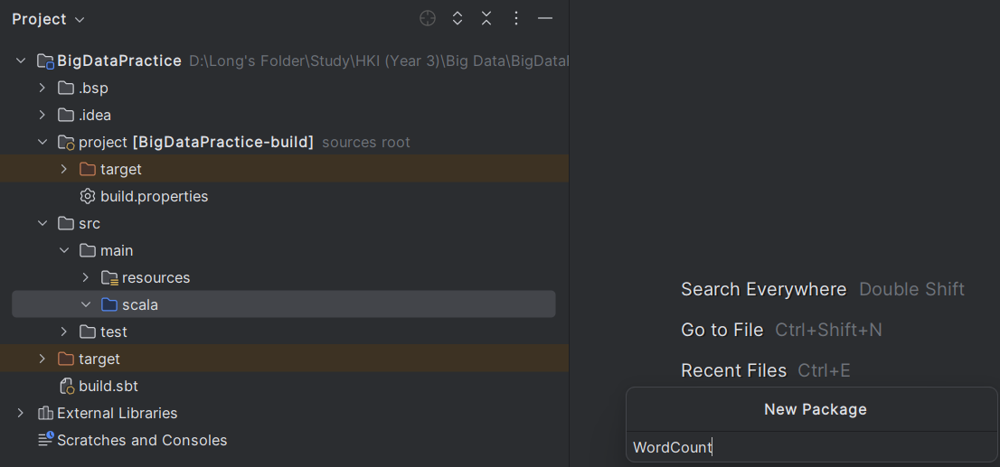 Project
BigDataPractice D:\Long's Folder\Study\HKI (Year 3)\Big Data\BigDataI
.bsp
.idea
project [BigDataPractice-build] sources root
target
build.properties
src
main
resources
scala
test
target
build.sbt
External Libraries
Scratches and Consoles
Search Everywhere Double Shift
Go to File Ctrl+Shift+N
Recent Files Ctrl+E
New Package
WordCount